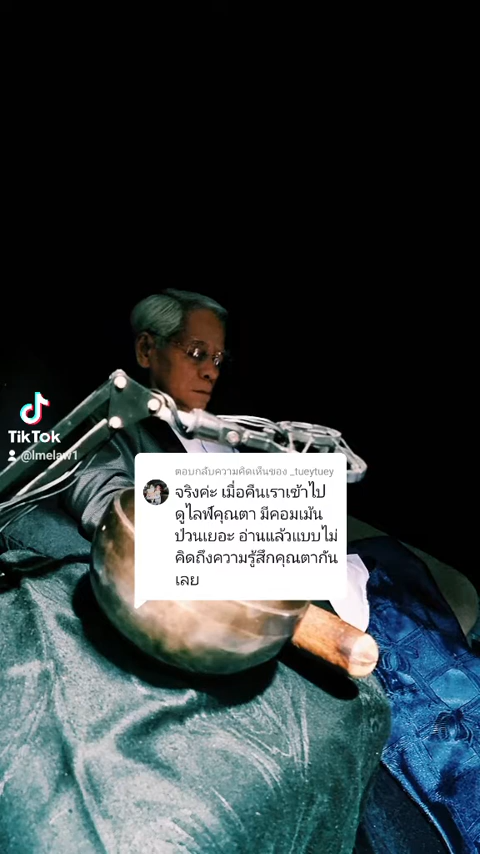 TikTok
@lmelaw1
ตอบกลับความคิดเห็นของ _tueytuey
จริงค่ะ เมื่อคืนเราเข้าไป
ดูไลฟ์คุณตา มีคอมเม้น
ป่วนเยอะ อ่านแล้วแบบไม่
คิดถึงความรู้สึกคุณตากัน
เลย